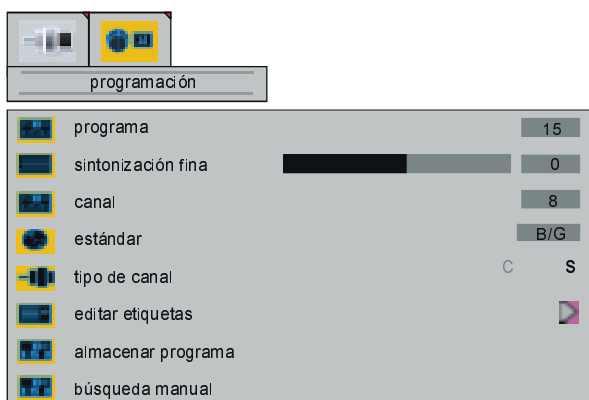 programación
programa 15
sintonización fina 0
canal 8
estándar B/G
tipo de canal C S
editar etiquetas
almacenar programa
búsqueda manual